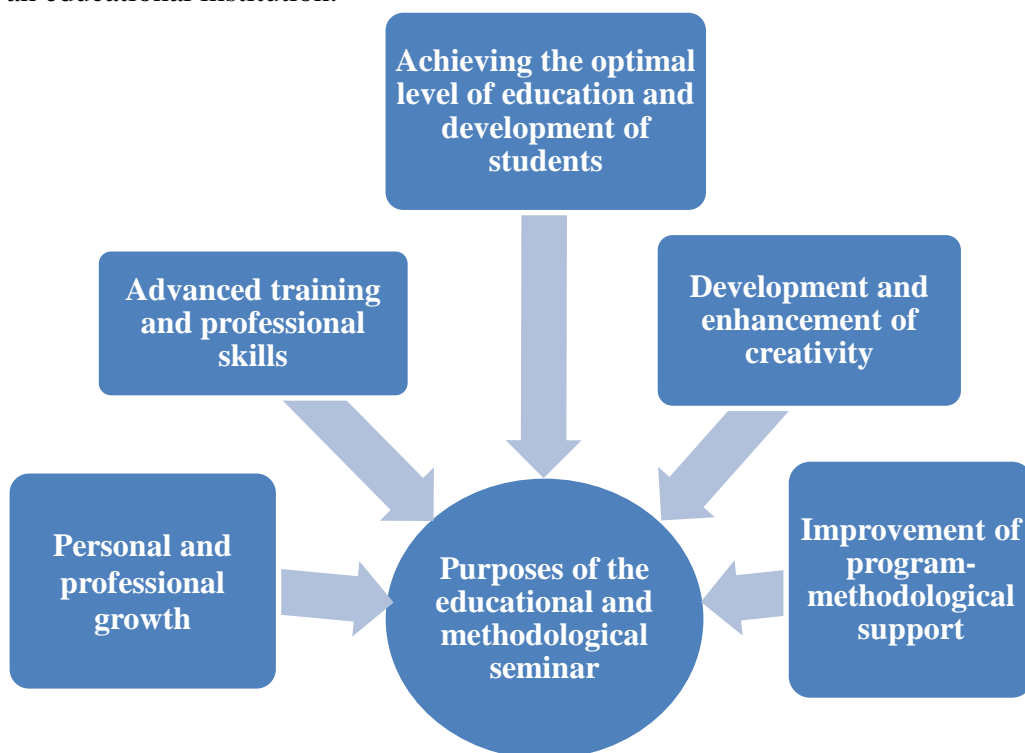 Achieving the optimal
level of education and
development of
students
Advanced training
and professional
skills
Development and
enhancement of
creativity
Personal and
professional
growth
Purposes of the
educational and
methodological
seminar
Improvement of
program-
methodological
support